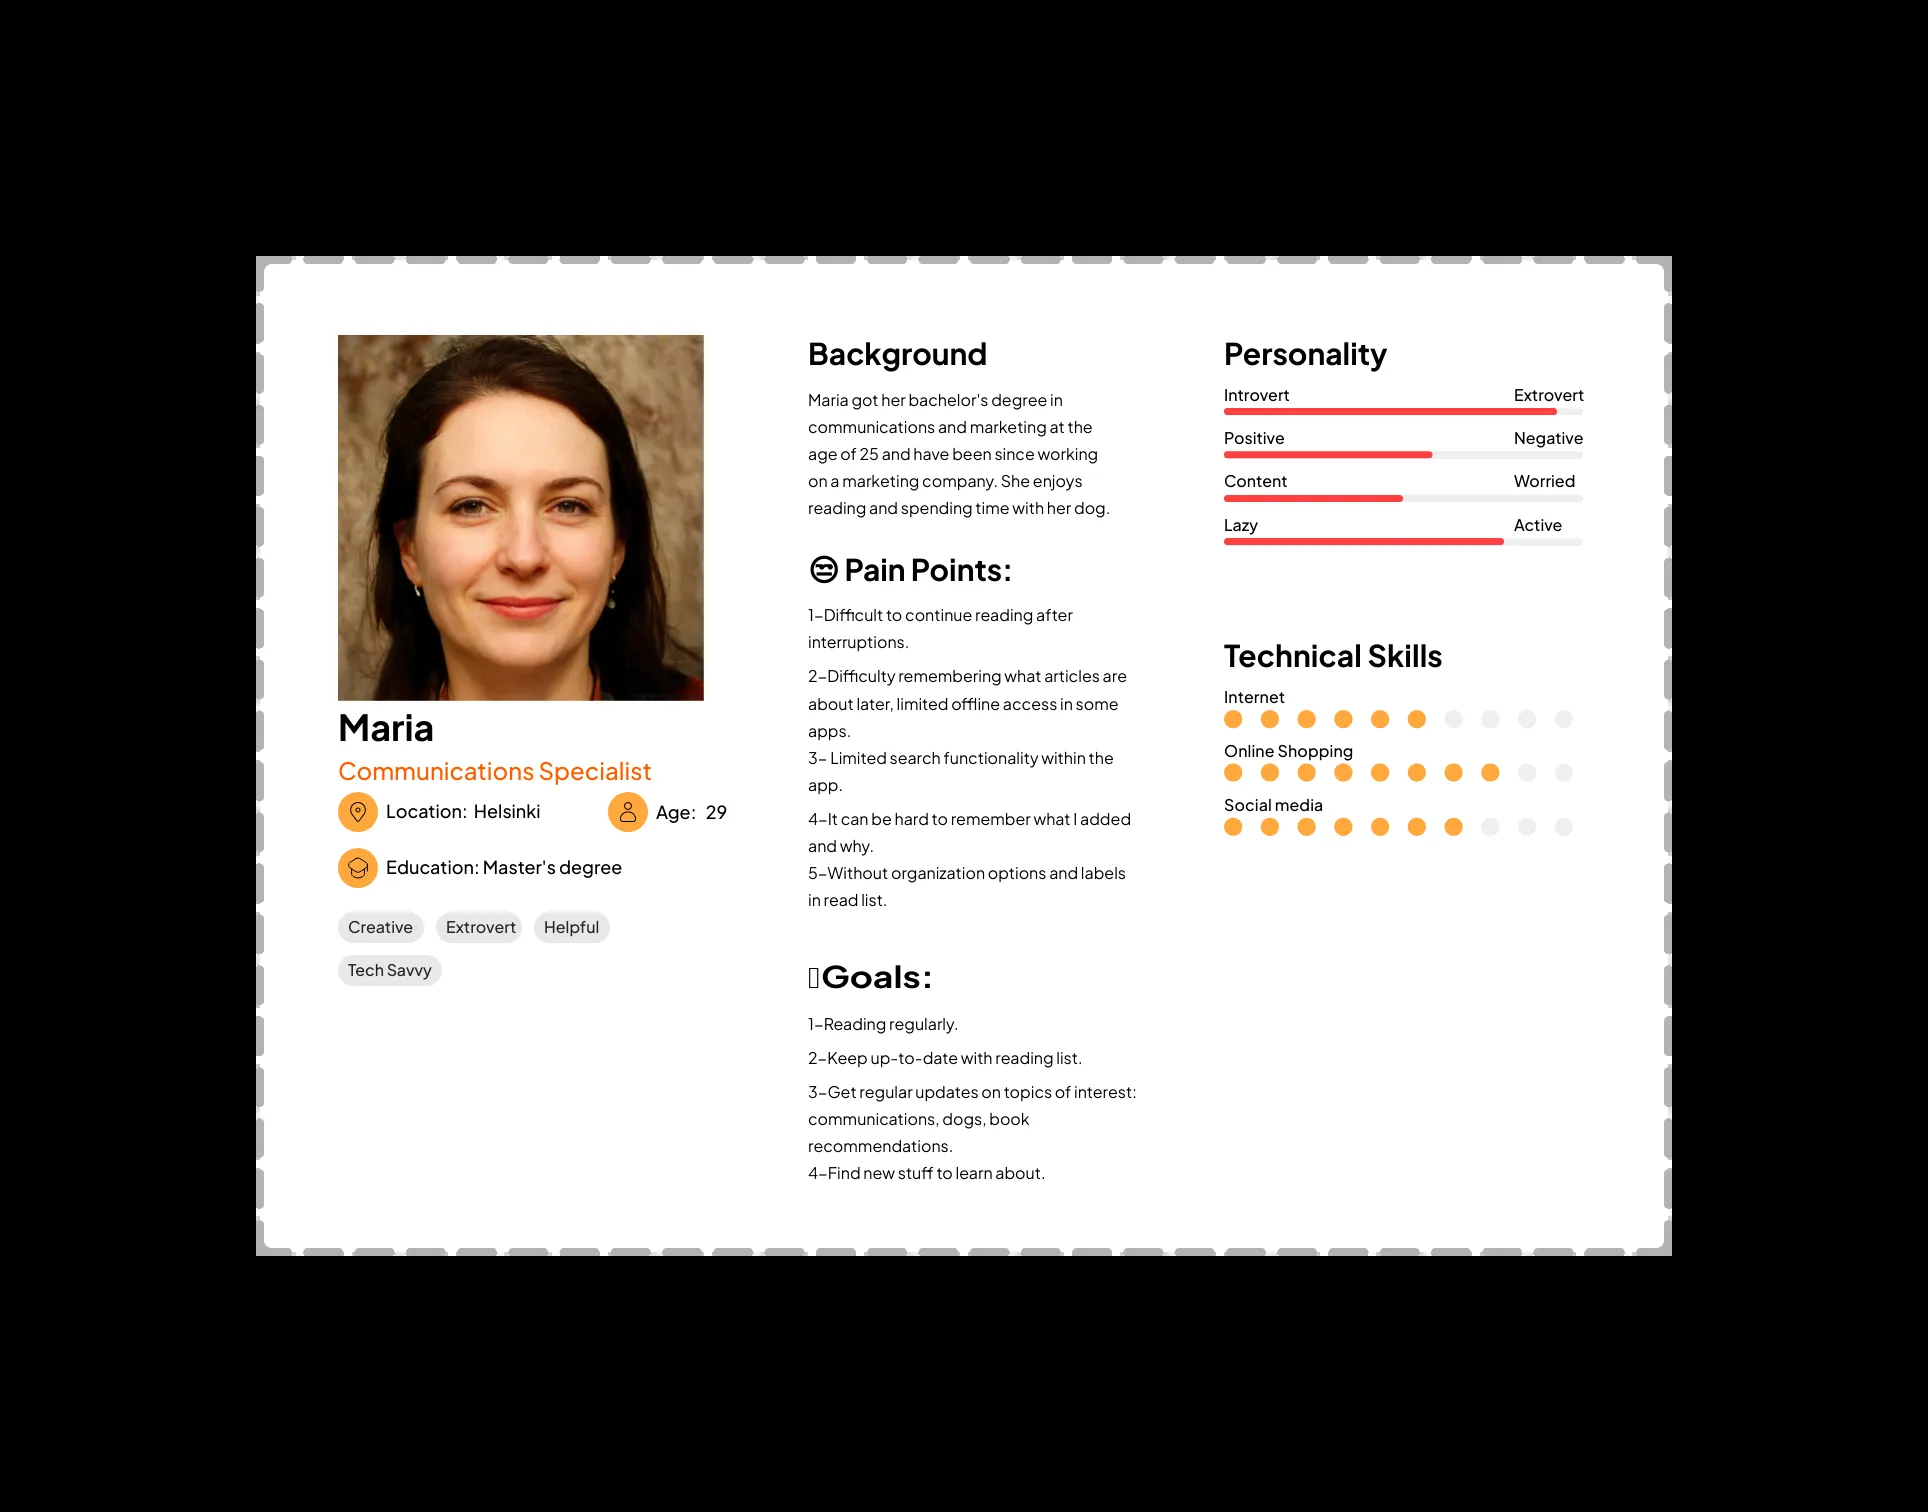 Maria
Communications Specialist
Location: Helsinki
Age: 29
Education: Master's degree
Creative
Extrovert
Helpful
Tech Savvy
Background
Maria got her bachelor's degree in
communications and marketing at the
age of 25 and have been since working
on a marketing company. She enjoys
reading and spending time with her dog.
Pain Points:
1-Difficult to continue reading after
interruptions.
2-Difficulty remembering what articles are
about later, limited offline access in some
apps.
3- Limited search functionality within the
app.
4-It can be hard to remember what I added
and why.
5-Without organization options and labels
in read list.
Goals:
1-Reading regularly.
2-Keep up-to-date with reading list.
3-Get regular updates on topics of interest:
communications, dogs, book
recommendations.
4-Find new stuff to learn about.
Personality
Introvert Extrovert
Positive Negative
Content Worried
Lazy Active
Technical Skills
Internet
Online Shopping
Social media